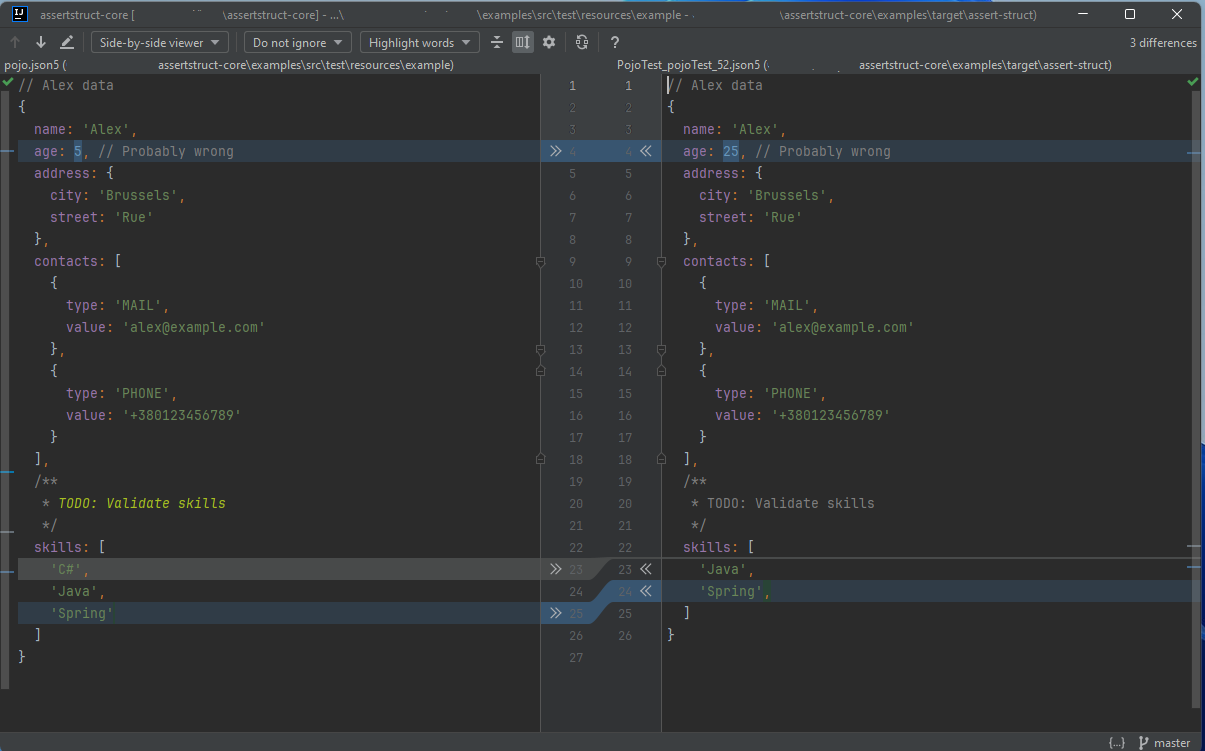 IJ assertstruct-core [ \assertstruct-core] - ...\ \examples\src\test\resources\example - \assertstruct-core\examples\target\assert-struct)
Side-by-side viewer Do not ignore Highlight words ? 3 differences
pojo.json5 ( assertstruct-core\examples\src\test\resources\example) PojoTest_pojoTest_52.json5 ( assertstruct-core\examples\target\assert-struct)
// Alex data 1 1 // Alex data
{ 2 2 {
name: 'Alex', 3 3 name: 'Alex',
age: 5, // Probably wrong 4 4 age: 25, // Probably wrong
address: { 5 5 address: {
city: 'Brussels', 6 6 city: 'Brussels',
street: 'Rue' 7 7 street: 'Rue'
}, 8 8 },
contacts: [ 9 9 contacts: [
{ 10 10 {
type: 'MAIL', 11 11 type: 'MAIL',
value: 'alex@example.com' 12 12 value: 'alex@example.com'
}, 13 13 },
{ 14 14 {
type: 'PHONE', 15 15 type: 'PHONE',
value: '+380123456789' 16 16 value: '+380123456789'
} 17 17 }
], 18 18 ],
/** 19 19 /**
* TODO: Validate skills 20 20 * TODO: Validate skills
*/ 21 21 */
skills: [ 22 22 skills: [
'C#', 23 23 'Java',
'Java', 24 24 'Spring',
'Spring' 25 25 ]
] 26 26 }
} 27
{...} master